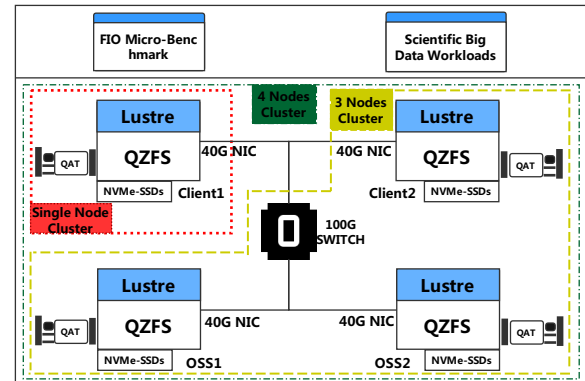 FIO Micro-Benc
hmark
Scientific Big
Data Workloads
4 Nodes
Cluster
3 Nodes
Cluster
Lustre
QZFS
QAT
NVMe-SSDs
Client1
40G NIC
Single Node
Cluster
Lustre
QZFS
QAT
NVMe-SSDs
Client2
40G NIC
100G
SWITCH
Lustre
QZFS
QAT
NVMe-SSDs
OSS1
40G NIC
Lustre
QZFS
QAT
NVMe-SSDs
OSS2
40G NIC